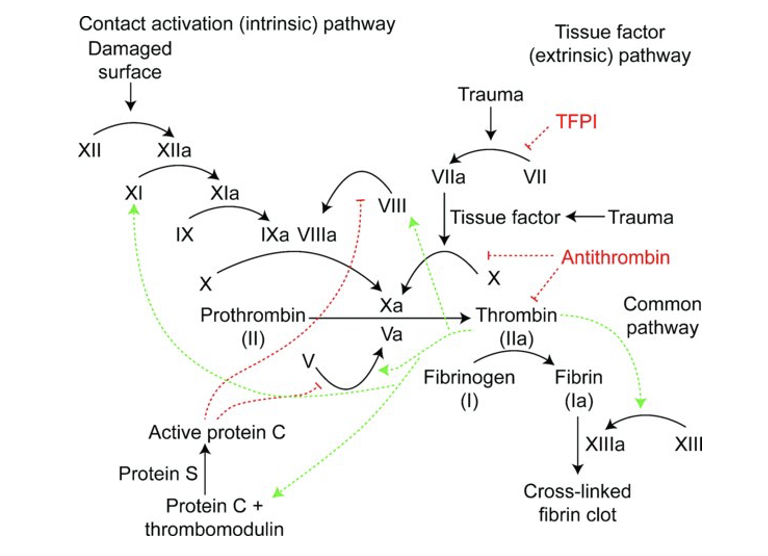 Contact activation (intrinsic) pathway
Damaged
surface
Tissue factor
(extrinsic) pathway
Trauma
TFPI
XII
XIIa
VIIa
VII
XI
XIa
VIII
Tissue factor
Trauma
IX
IXa
VIIIa
Antithrombin
X
X
Xa
Prothrombin
(II)
Va
Thrombin
(IIa)
Common
pathway
V
Fibrinogen
(I)
Fibrin
(Ia)
Active protein C
XIIIa
XIII
Protein S
Protein C +
thrombomodulin
Cross-linked
fibrin clot